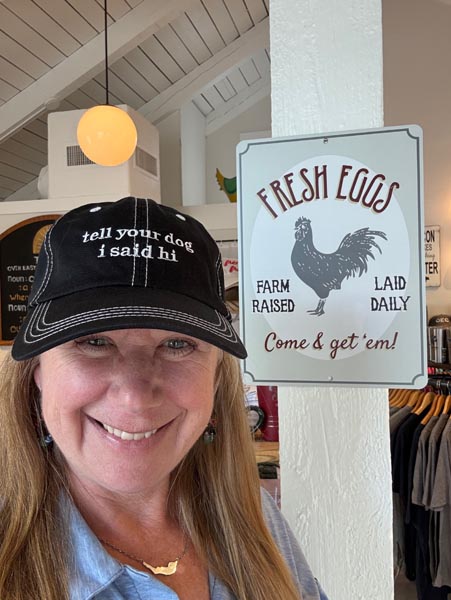 tell your dog
i said hi
FRESH EGGS
FARM RAISED
LAID DAILY
Come & get 'em!